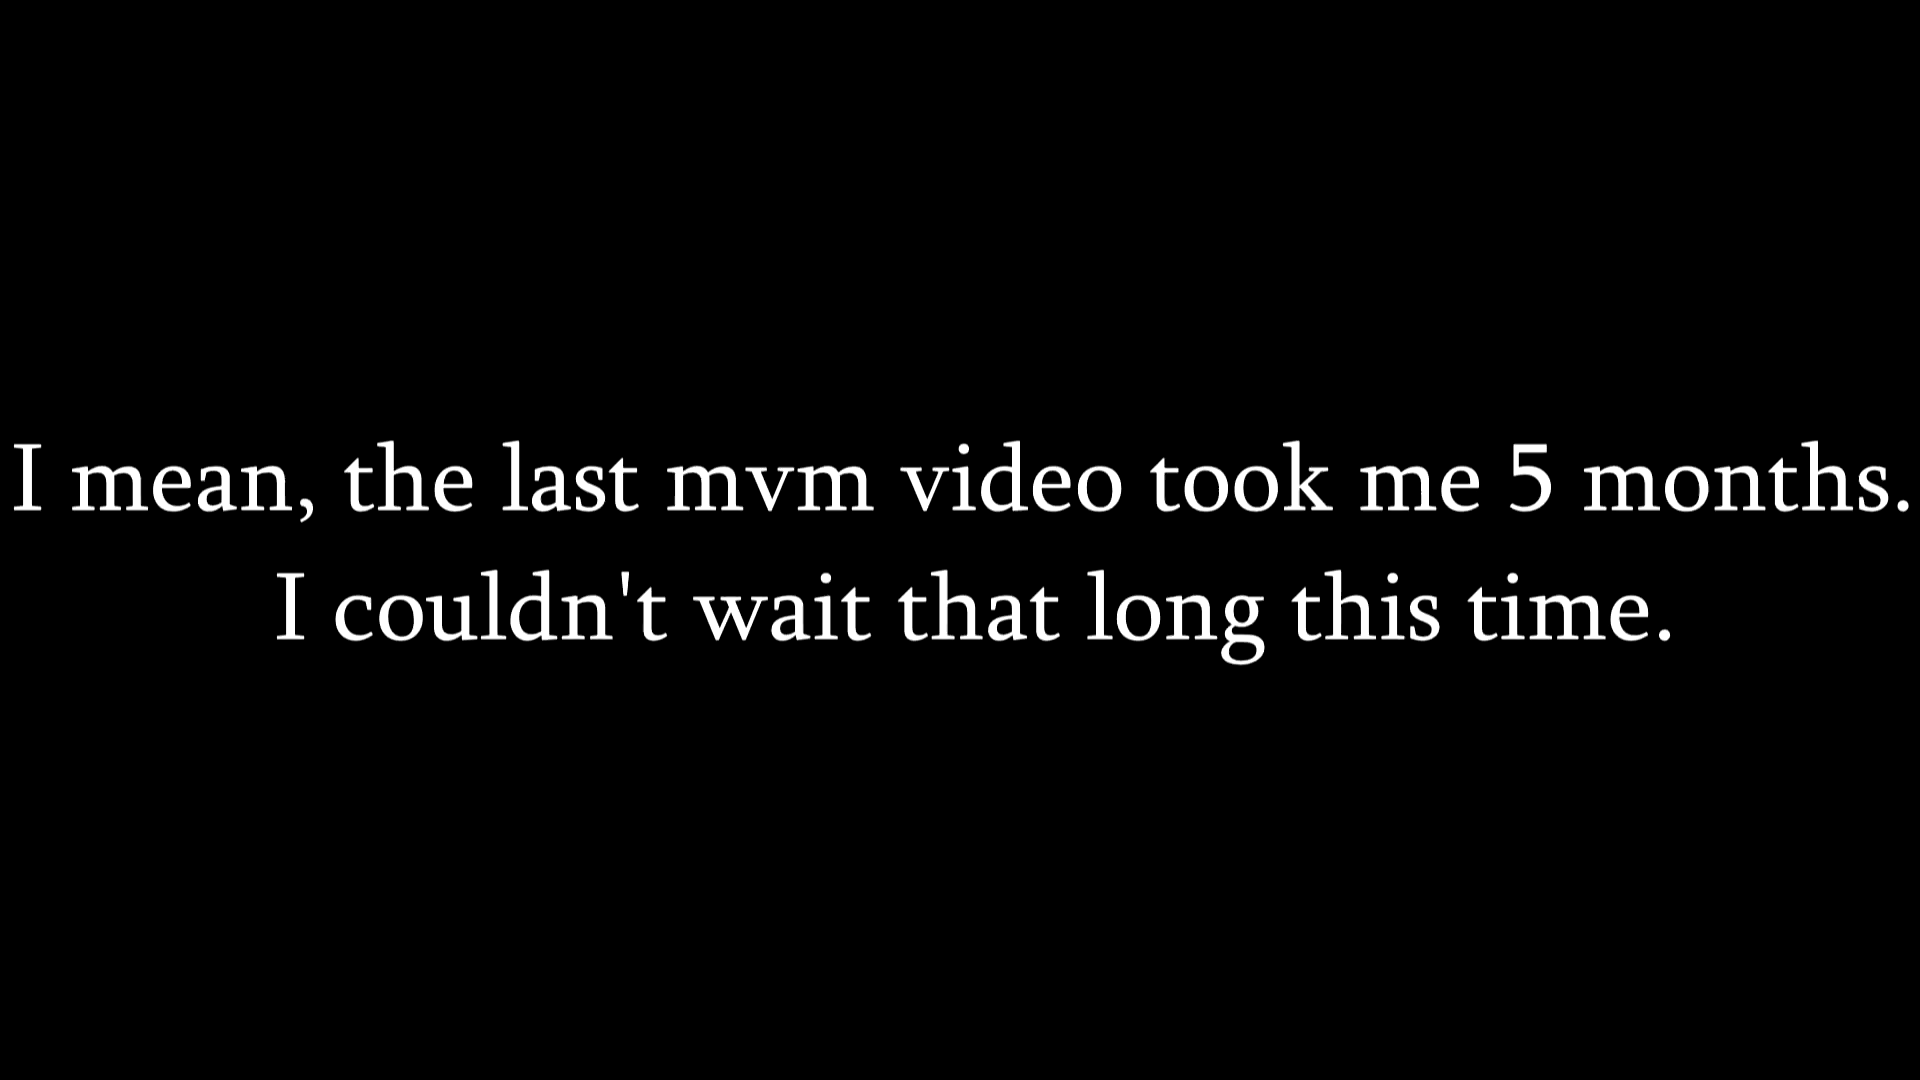 I mean, the last mvm video took me 5 months.
I couldn't wait that long this time.